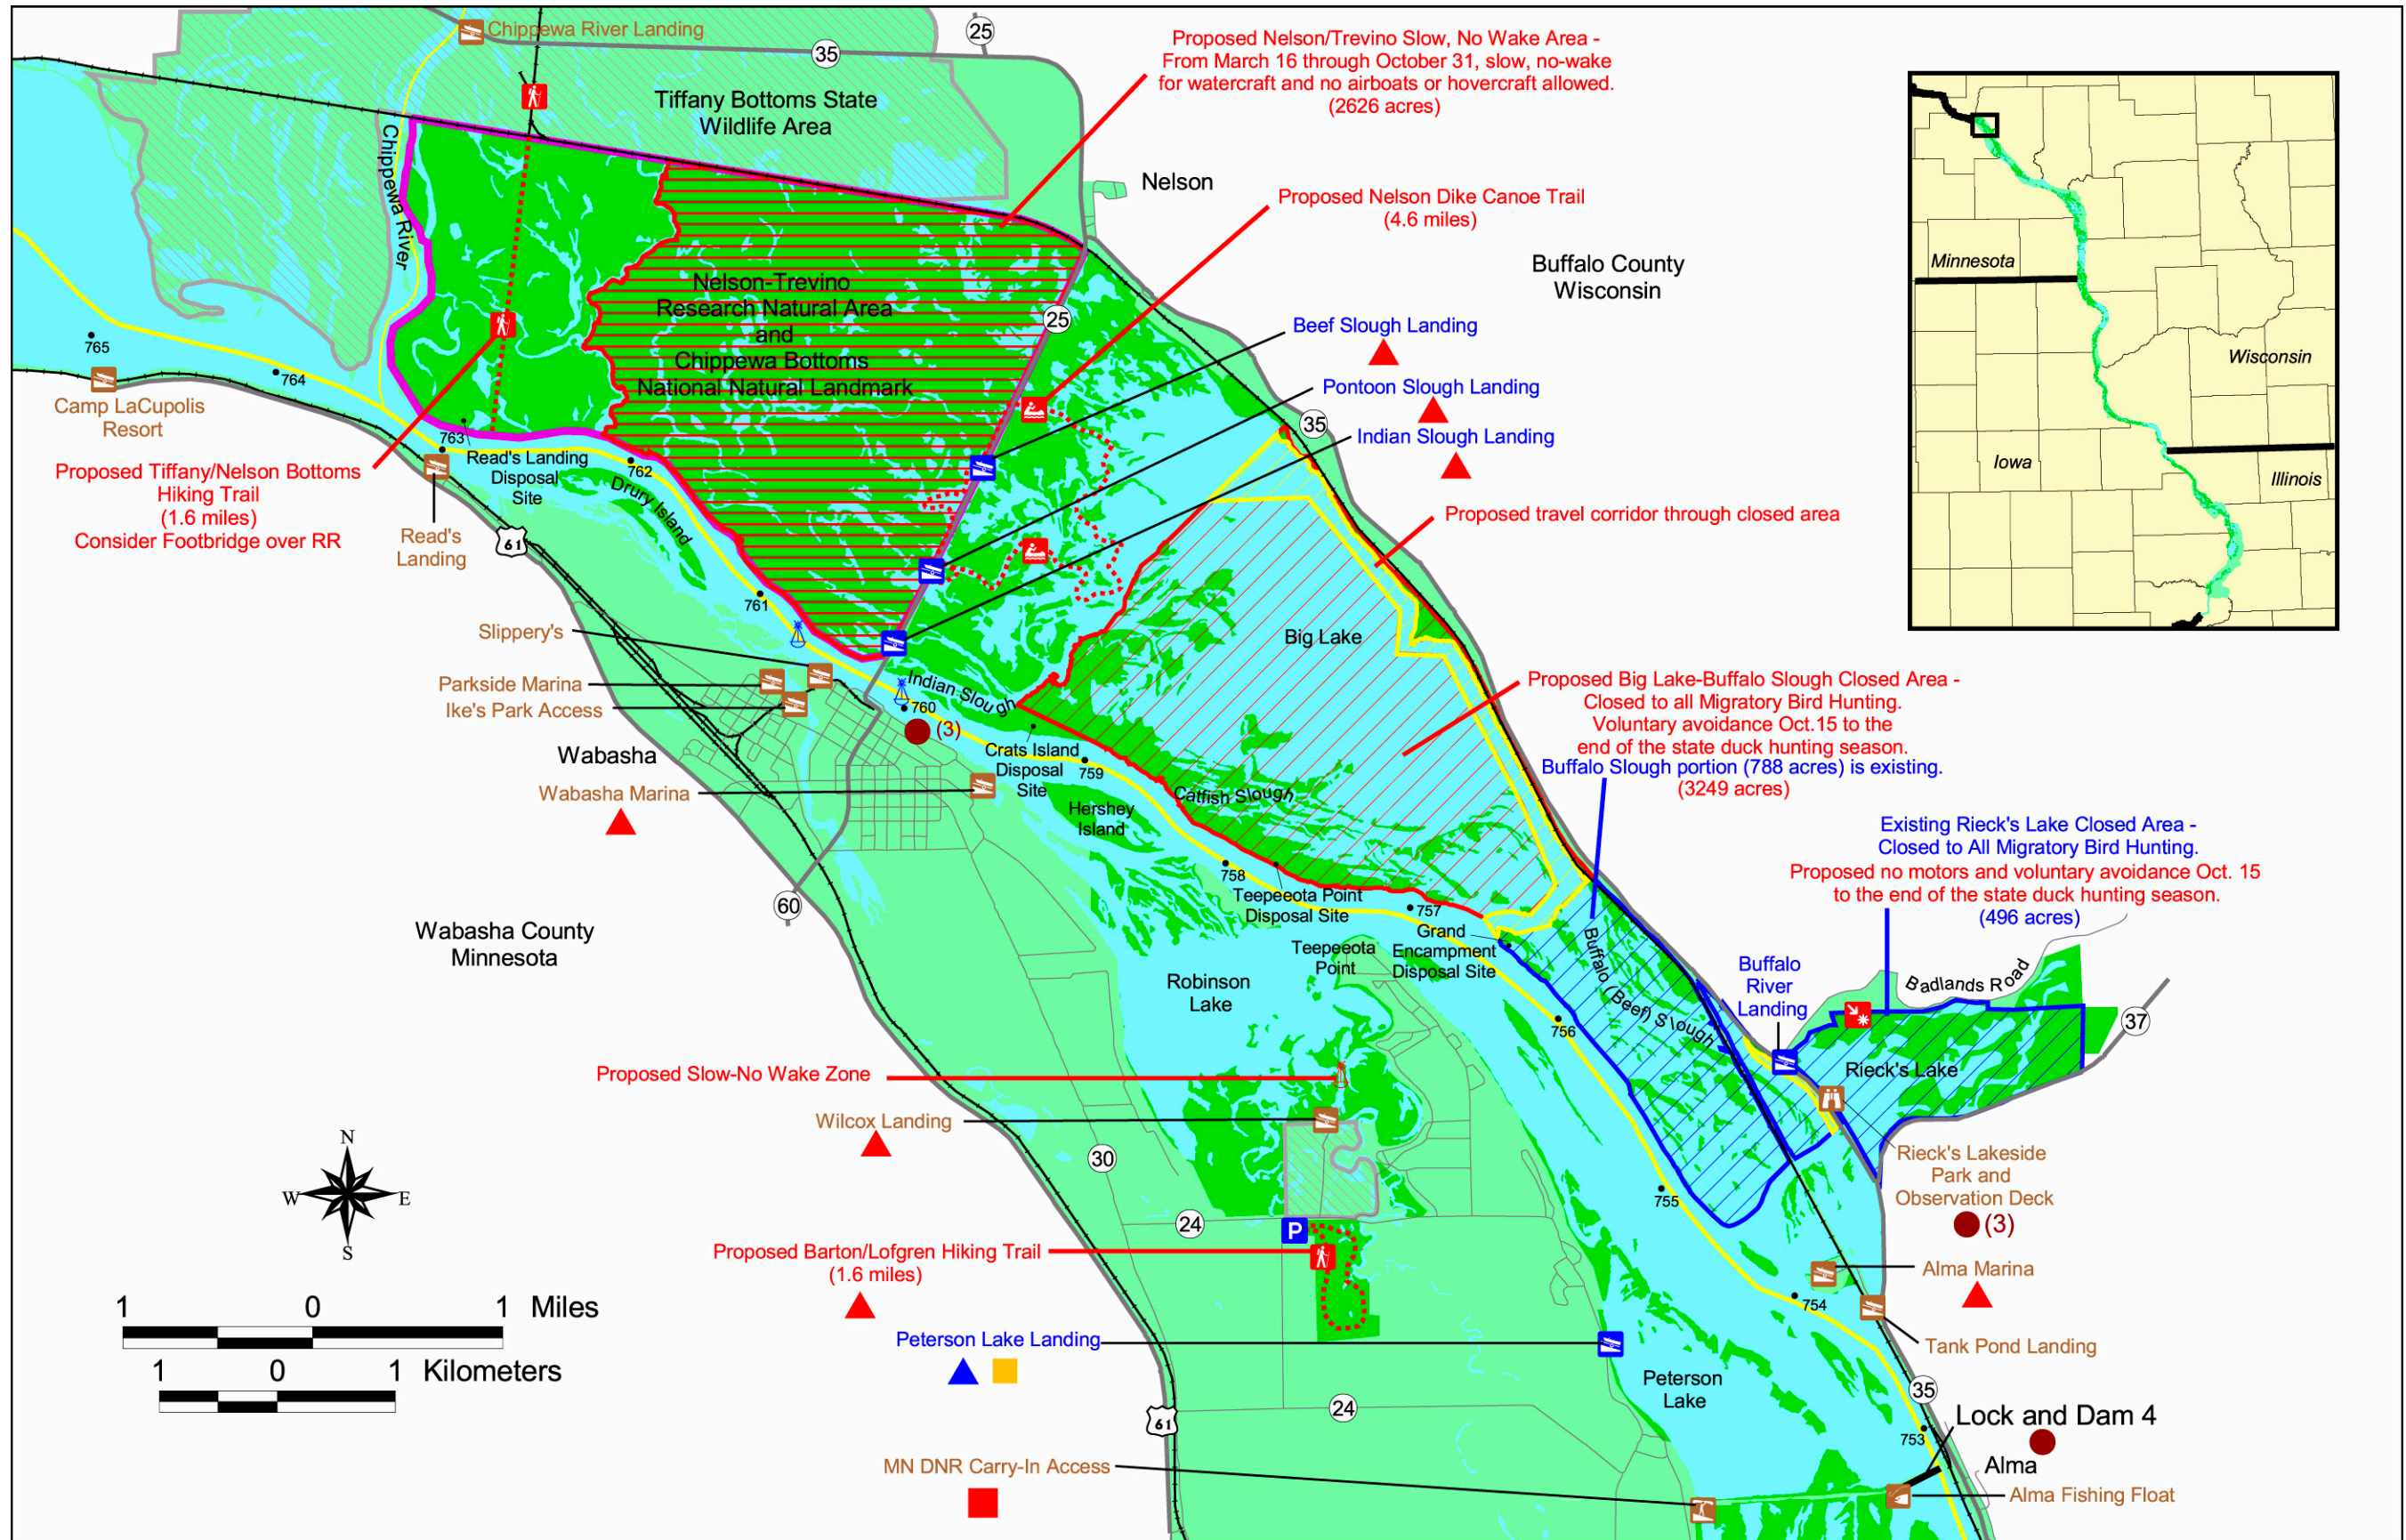 Chippewa River Landing
35
25
Proposed Nelson/Trevino Slow, No Wake Area -
From March 16 through October 31, slow, no-wake
for watercraft and no airboats or hovercraft allowed.
(2626 acres)
Tiffany Bottoms State
Wildlife Area
Chippewa River
Nelson
Proposed Nelson Dike Canoe Trail
(4.6 miles)
Buffalo County
Wisconsin
Minnesota
Wisconsin
Iowa
Illinois
Nelson-Trevino
Research Natural Area
and
Chippewa Bottoms
National Natural Landmark
25
Beef Slough Landing
Pontoon Slough Landing
Indian Slough Landing
35
765
764
763
762
761
Camp LaCupolis
Resort
Proposed Tiffany/Nelson Bottoms
Hiking Trail
(1.6 miles)
Consider Footbridge over RR
Read's Landing
Disposal
Site
Drury Island
Read's
Landing
61
Proposed travel corridor through closed area
Slippery's
Parkside Marina
Ike's Park Access
Wabasha
Wabasha Marina
Indian Slough
760
(3)
Crats Island
Disposal
Site
759
Hershey
Island
Catfish Slough
Big Lake
Proposed Big Lake-Buffalo Slough Closed Area -
Closed to all Migratory Bird Hunting.
Voluntary avoidance Oct.15 to the
end of the state duck hunting season.
Buffalo Slough portion (788 acres) is existing.
(3249 acres)
Existing Rieck's Lake Closed Area -
Closed to All Migratory Bird Hunting.
Proposed no motors and voluntary avoidance Oct. 15
to the end of the state duck hunting season.
(496 acres)
758
Teepeeota Point
Disposal Site
757
60
Wabasha County
Minnesota
Grand
Encampment
Disposal Site
Teepeeota
Point
Robinson
Lake
Buffalo (Beef) Slough
Buffalo
River
Landing
Badlands Road
37
756
Rieck's Lake
Proposed Slow-No Wake Zone
Wilcox Landing
30
Rieck's Lakeside
Park and
Observation Deck
(3)
755
N
W
E
S
24
P
Proposed Barton/Lofgren Hiking Trail
(1.6 miles)
Alma Marina
754
Tank Pond Landing
1 0 1 Miles
1 0 1 Kilometers
Peterson Lake Landing
Peterson
Lake
35
24
61
Lock and Dam 4
753
Alma
MN DNR Carry-In Access
Alma Fishing Float